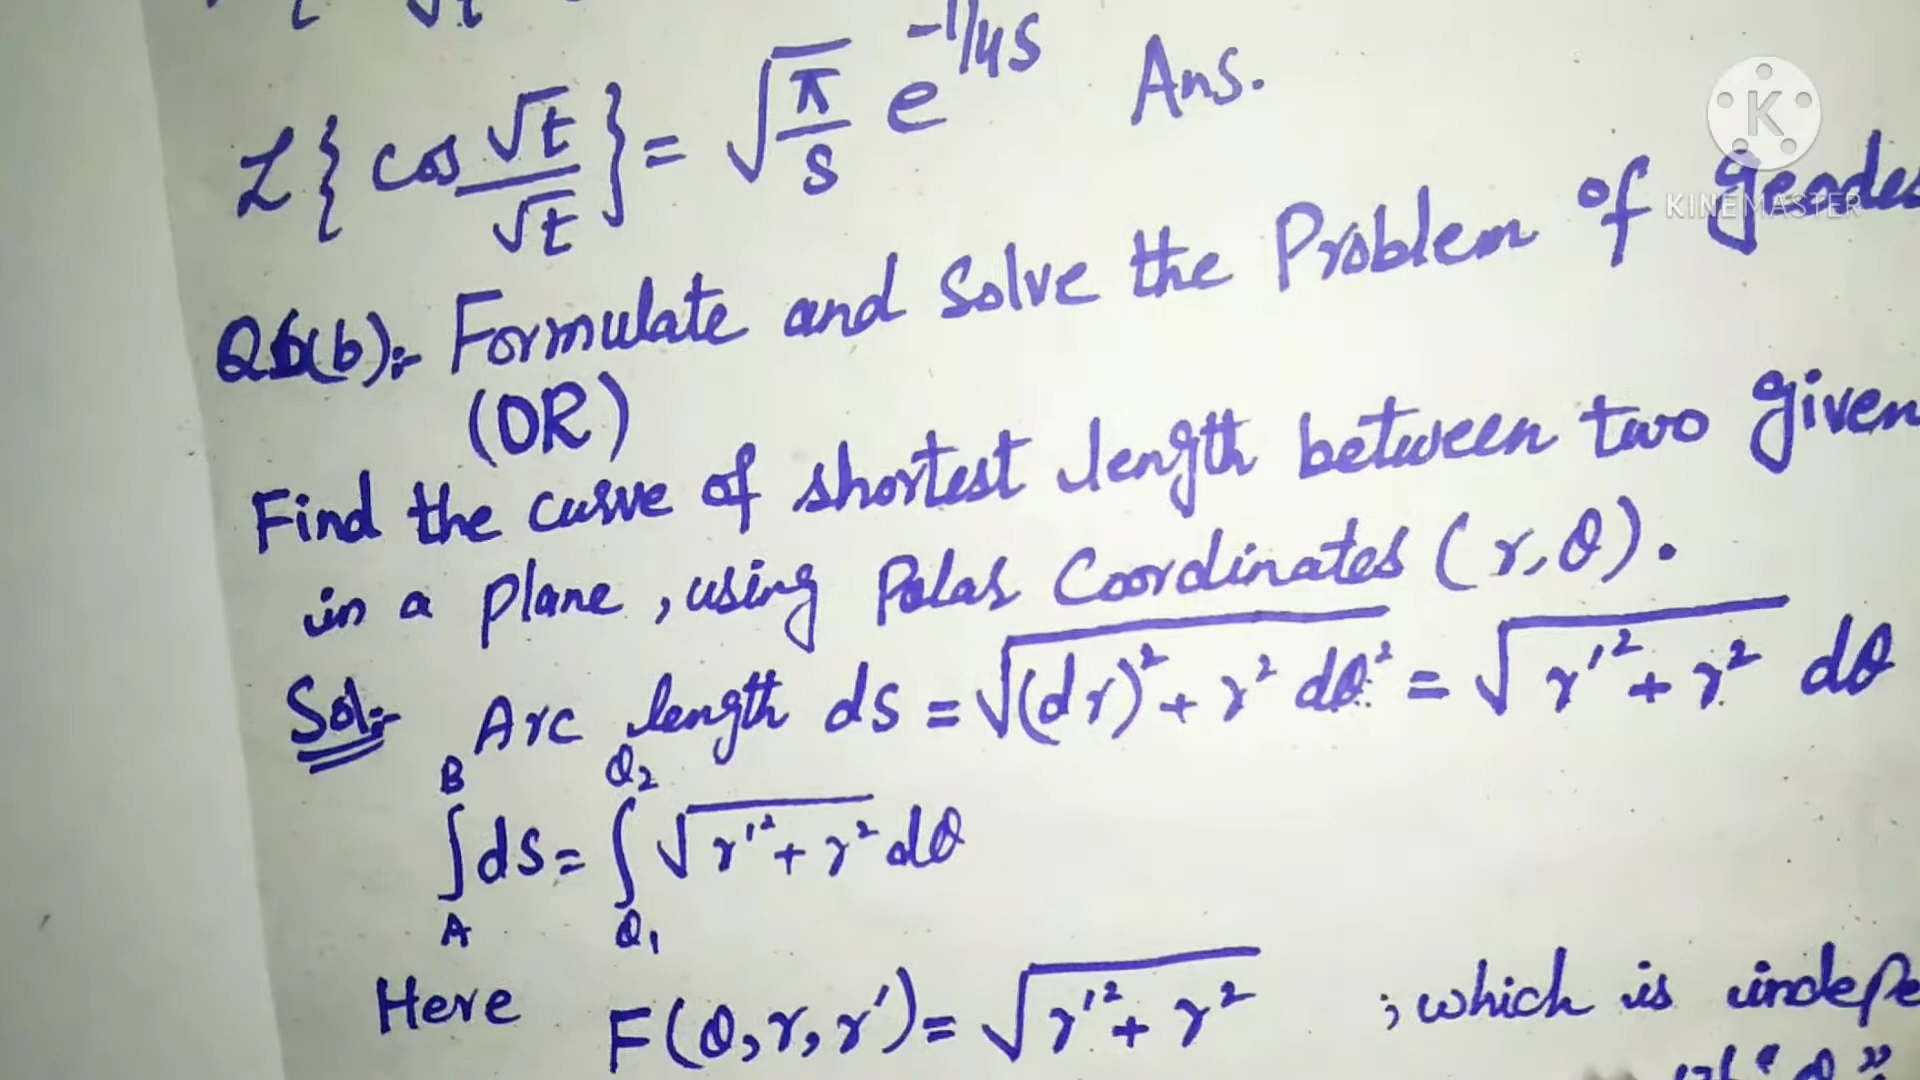 L{ cos √t / √t } = √(π/s) e^(-1/4s) Ans.
K
KINEMASTER
Q6(b):- Formulate and Solve the Problem of
(OR)
Find the curve of shortest length between two given
in a plane, using Polar Coordinates (r, θ).
Sol:- Arc length ds = √((dr)² + r² dθ²) = √(r'² + r²) dθ
∫_A^B ds = ∫_θ₁^θ₂ √(r'² + r²) dθ
Here F(θ, r, r') = √(r'² + r²) ; which is